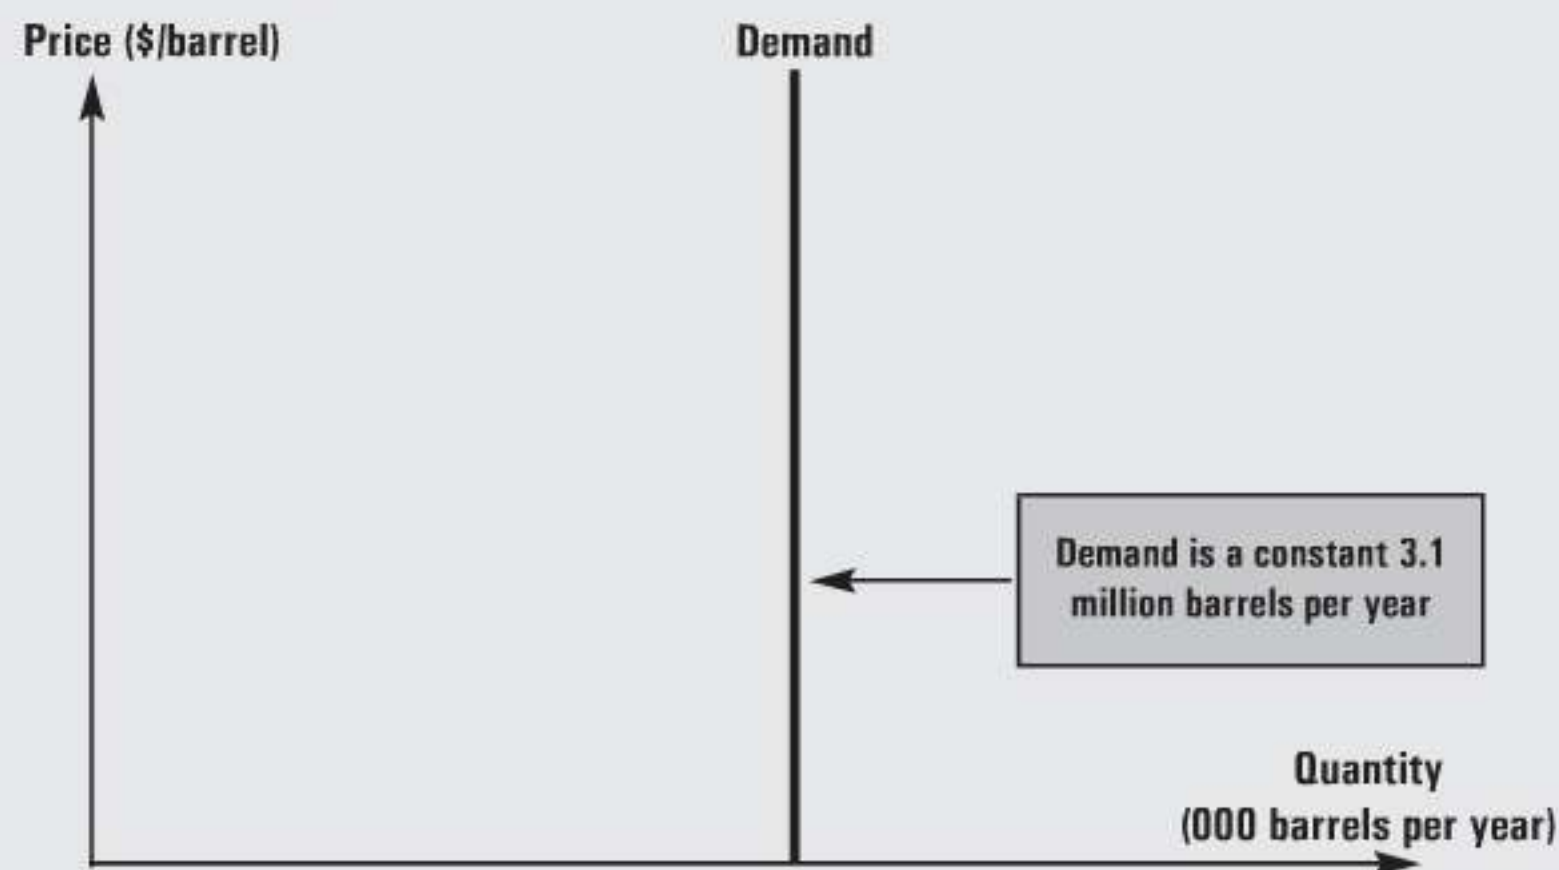 Price ($/barrel)
Demand
Demand is a constant 3.1
million barrels per year
Quantity
(000 barrels per year)